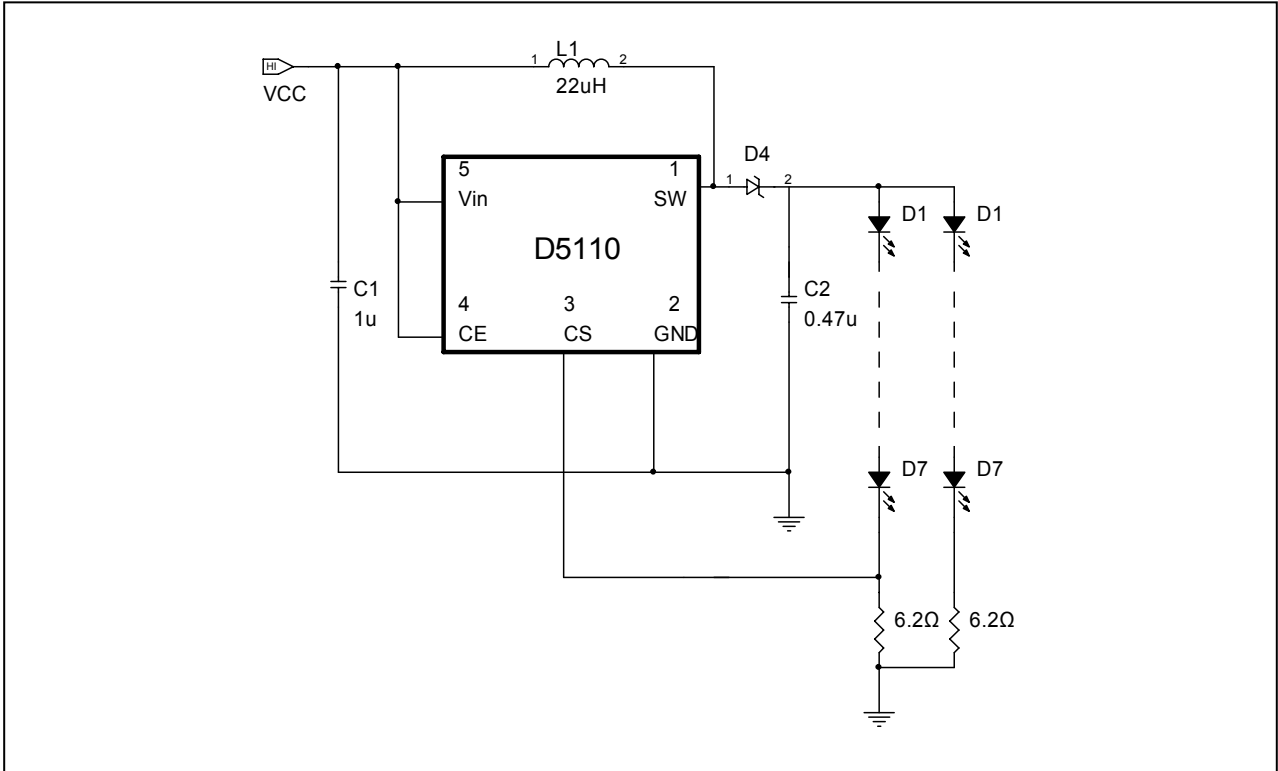 L1
1 2
22uH
HI
VCC
5 1
Vin SW
D5110
4 3 2
CE CS GND
D4
1 2
D1 D1
C1
1u
C2
0.47u
D7 D7
6.2Ω 6.2Ω